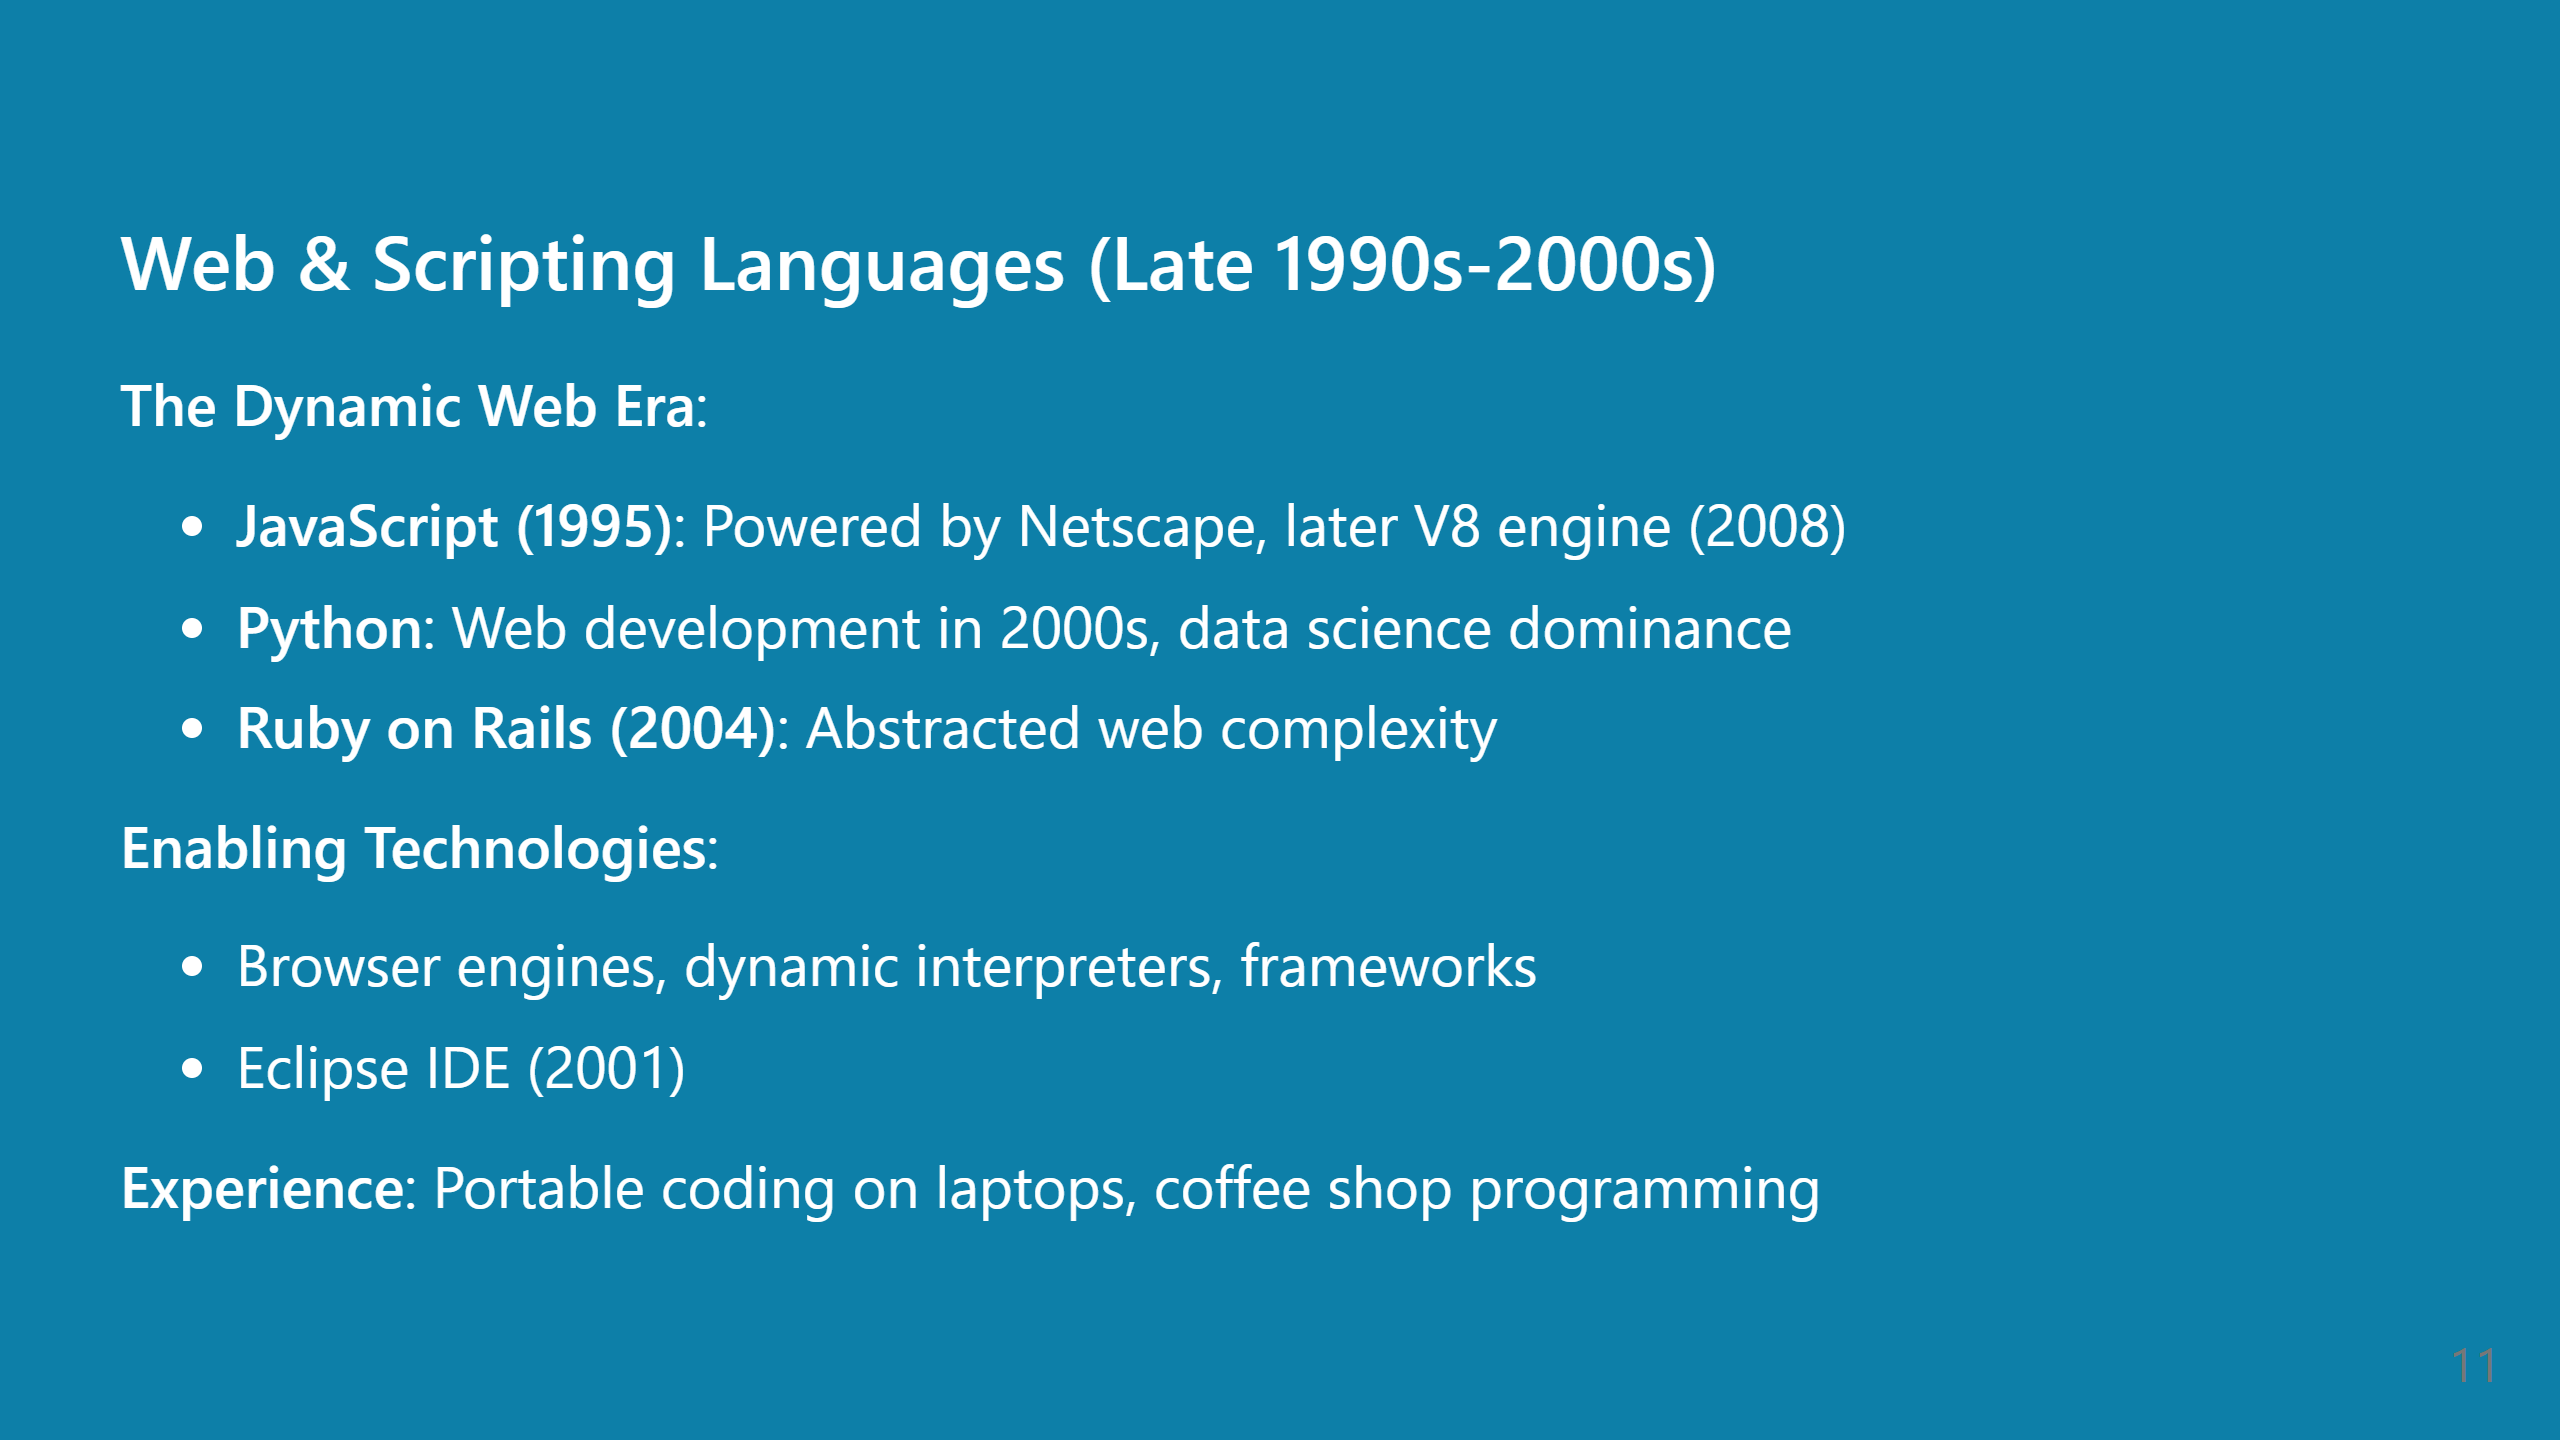 Web & Scripting Languages (Late 1990s-2000s)
The Dynamic Web Era:
• JavaScript (1995): Powered by Netscape, later V8 engine (2008)
• Python: Web development in 2000s, data science dominance
• Ruby on Rails (2004): Abstracted web complexity
Enabling Technologies:
• Browser engines, dynamic interpreters, frameworks
• Eclipse IDE (2001)
Experience: Portable coding on laptops, coffee shop programming
11